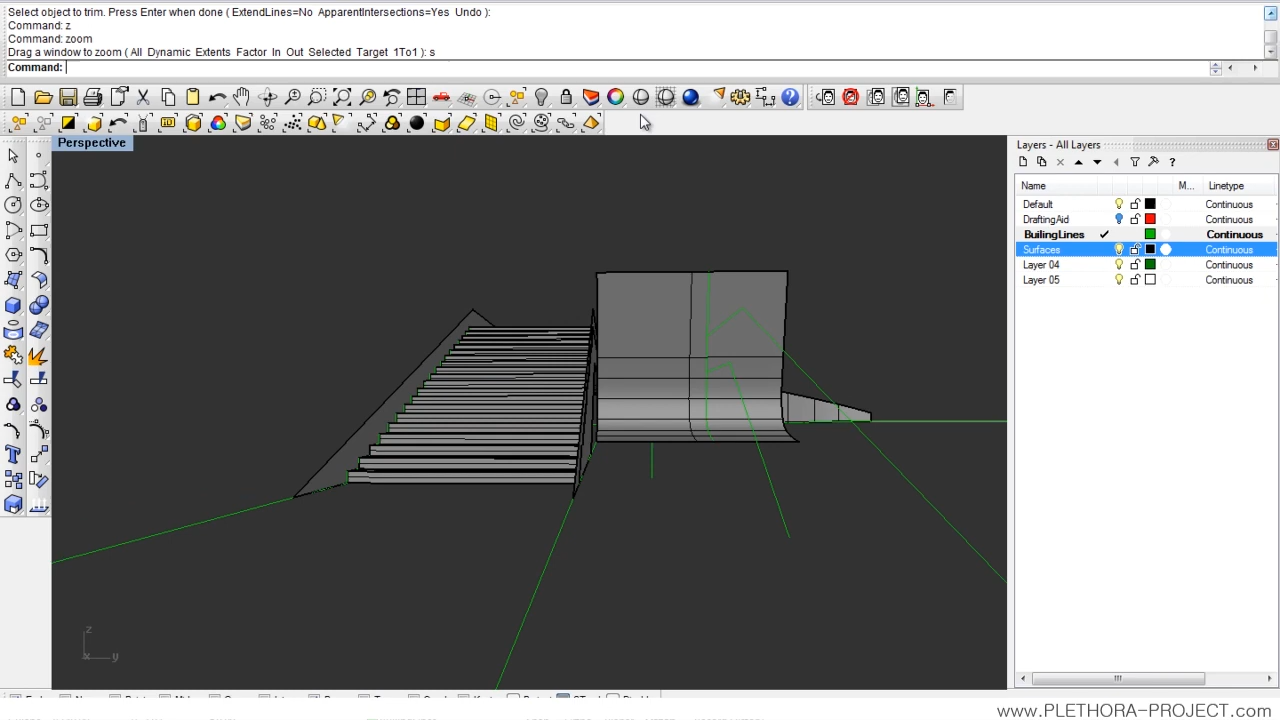 Select object to trim. Press Enter when done ( ExtendLines=No ApparentIntersections=Yes Undo ):
Command: z
Command: zoom
Drag a window to zoom ( All Dynamic Extents Factor In Out Selected Target 1To1 ): s
Command:
Perspective
Layers - All Layers
Name M... Linetype
Default Continuous
DraftingAid Continuous
BuilingLines Continuous
Surfaces Continuous
Layer 04 Continuous
Layer 05 Continuous
z
x y
www.PLETHORA-PROJECT.com